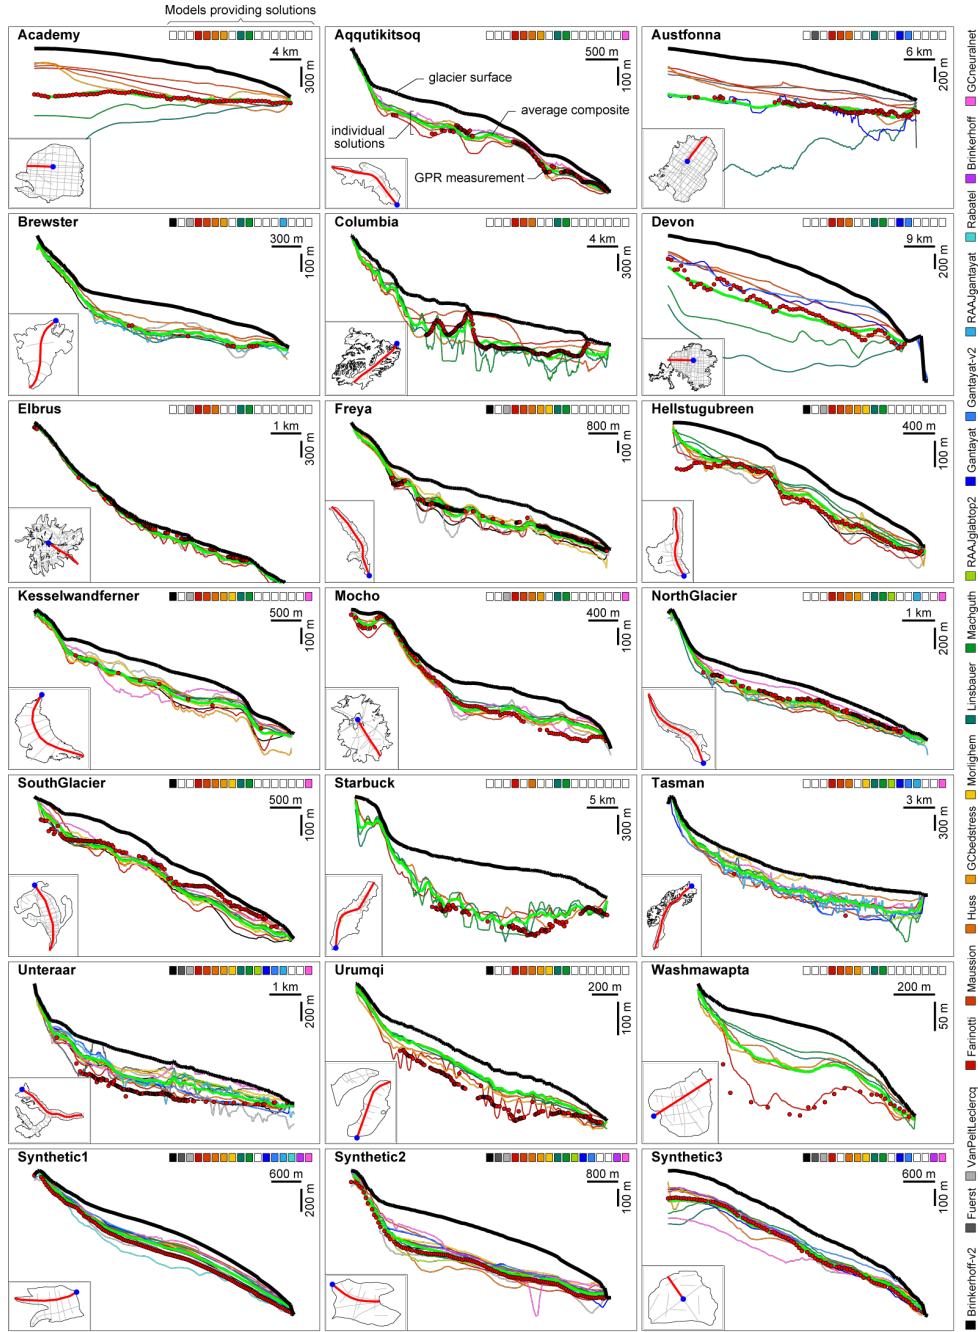 Models providing solutions
Academy
4 km
300 m
Aqqutikitsoq
500 m
100 m
glacier surface
average composite
individual
solutions
GPR measurement
Austfonna
6 km
200 m
Brewster
300 m
100 m
Columbia
4 km
300 m
Devon
9 km
200 m
Elbrus
1 km
300 m
Freya
800 m
100 m
Hellstugubreen
400 m
100 m
Kesselwandferner
500 m
100 m
Mocho
400 m
100 m
NorthGlacier
1 km
200 m
SouthGlacier
500 m
100 m
Starbuck
5 km
300 m
Tasman
3 km
300 m
Unteraar
1 km
200 m
Urumqi
200 m
100 m
Washmawapta
200 m
50 m
Synthetic1
600 m
200 m
Synthetic2
800 m
100 m
Synthetic3
600 m
100 m
Brinkerhoff-v2
Fuerst
VanPeltLeclercq
Farinotti
Maussion
Huss
GCbedstress
Morlighem
Linsbauer
Machguth
RAAJglabtop2
Gantayat
Gantayat-v2
RAAJgantayat
Rabatel
Brinkerhoff
GCneuralnet